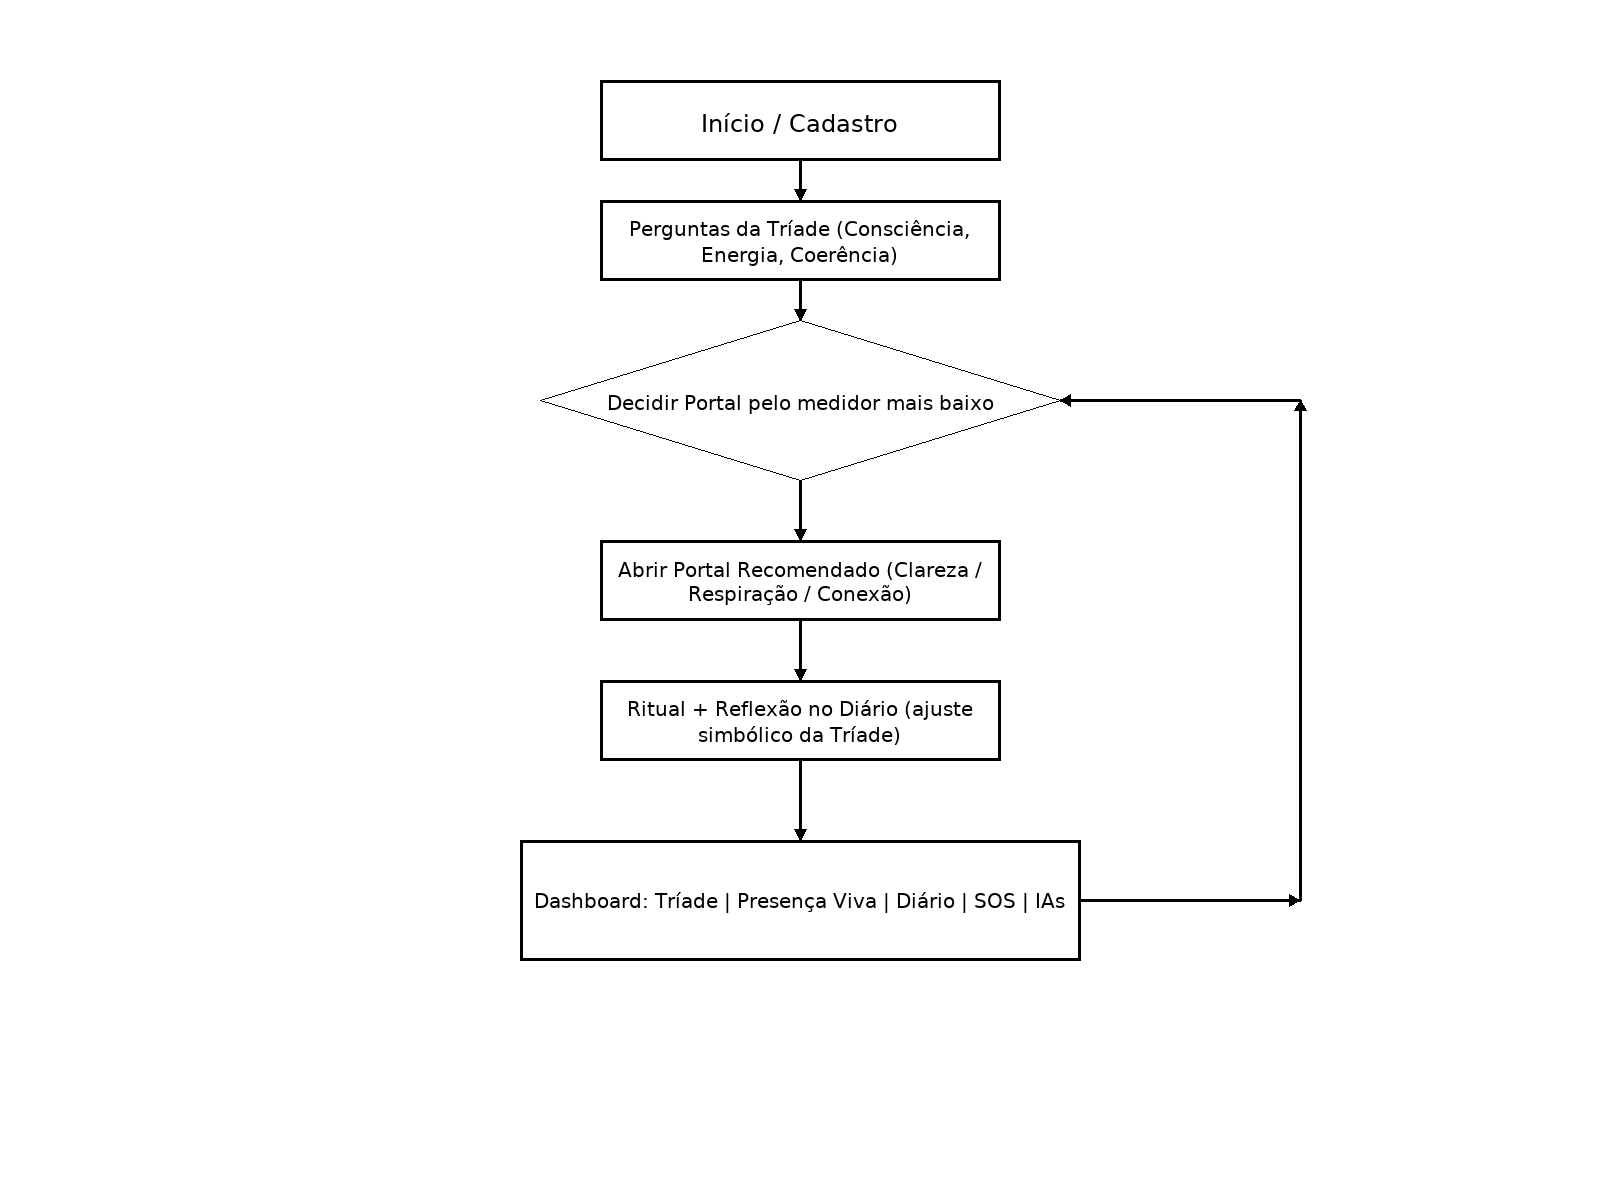 Início / Cadastro
Perguntas da Tríade (Consciência,
Energia, Coerência)
Decidir Portal pelo medidor mais baixo
Abrir Portal Recomendado (Clareza /
Respiração / Conexão)
Ritual + Reflexão no Diário (ajuste
simbólico da Tríade)
Dashboard: Tríade | Presença Viva | Diário | SOS | IAs